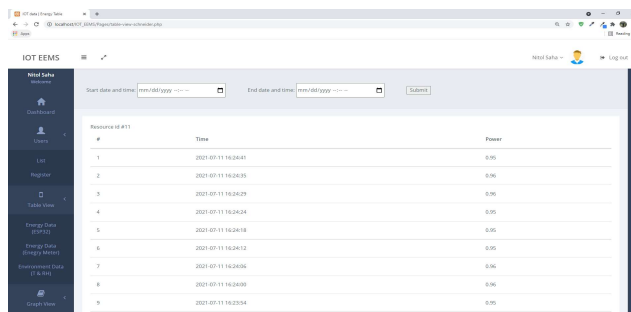 IOT data | Energy Table
localhost/IOT_EEMS/Pages/table-view-schneider.php
Apps
Reading
IOT EEMS
Nitol Saha
Log out
Nitol Saha
Welcome
Dashboard
Users
List
Register
Table View
Energy Data
(ESP32)
Energy Data
(Enegry Meter)
Environment Data
(T & RH)
Graph View
Start date and time: mm/dd/yyyy --:-- --
End date and time: mm/dd/yyyy --:-- --
Submit
Resource id #11
# Time Power
1 2021-07-11 16:24:41 0.95
2 2021-07-11 16:24:35 0.96
3 2021-07-11 16:24:29 0.96
4 2021-07-11 16:24:24 0.95
5 2021-07-11 16:24:18 0.95
6 2021-07-11 16:24:12 0.95
7 2021-07-11 16:24:06 0.96
8 2021-07-11 16:24:00 0.96
9 2021-07-11 16:23:54 0.95